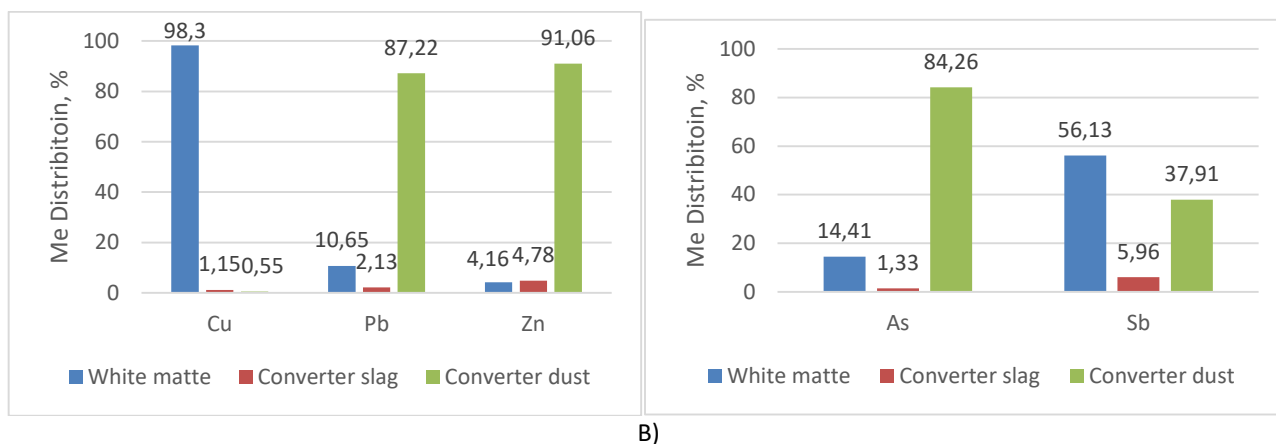 98,3
100
80
60
40
20
0
Me Distribitoin, %
87,22
91,06
1,15
0,55
10,65
2,13
4,16
4,78
Cu
Pb
Zn
White matte
Converter slag
Converter dust
100
80
60
40
20
0
Me Distribitoin, %
84,26
56,13
37,91
14,41
1,33
5,96
As
Sb
White matte
Converter slag
Converter dust
B)